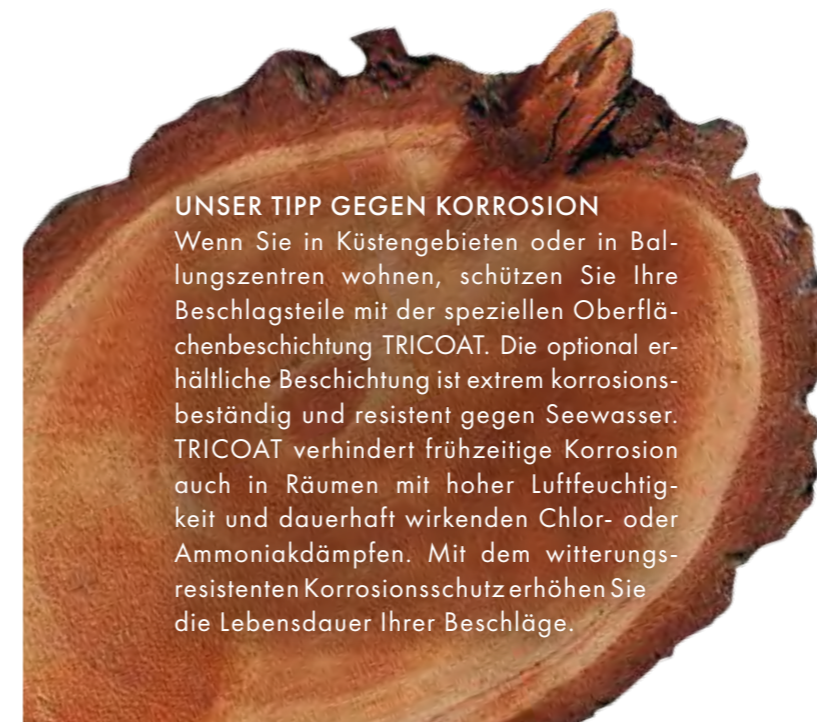 UNSER TIPP GEGEN KORROSION
Wenn Sie in Küstengebieten oder in Bal-
lungszentren wohnen, schützen Sie Ihre
Beschlagsteile mit der speziellen Oberflä-
chenbeschichtung TRICOAT. Die optional er-
hältliche Beschichtung ist extrem korrosions-
beständig und resistent gegen Seewasser.
TRICOAT verhindert frühzeitige Korrosion
auch in Räumen mit hoher Luftfeuchtig-
keit und dauerhaft wirkenden Chlor- oder
Ammoniakdämpfen. Mit dem witterungs-
resistenten Korrosionsschutz erhöhen Sie
die Lebensdauer Ihrer Beschläge.